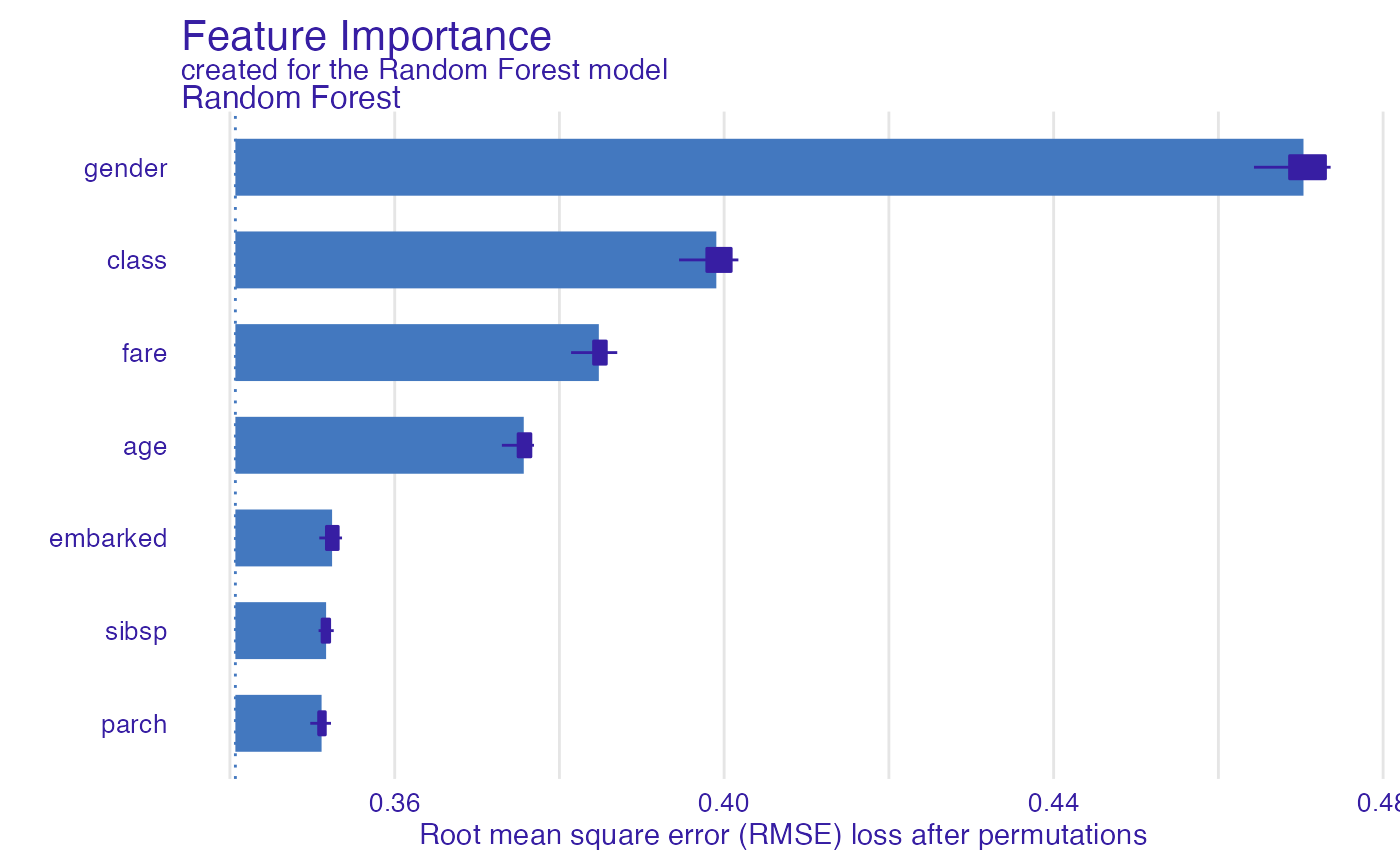 Feature Importance
created for the Random Forest model
Random Forest
gender
class
fare
age
embarked
sibsp
parch
0.36 0.40 0.44 0.48
Root mean square error (RMSE) loss after permutations